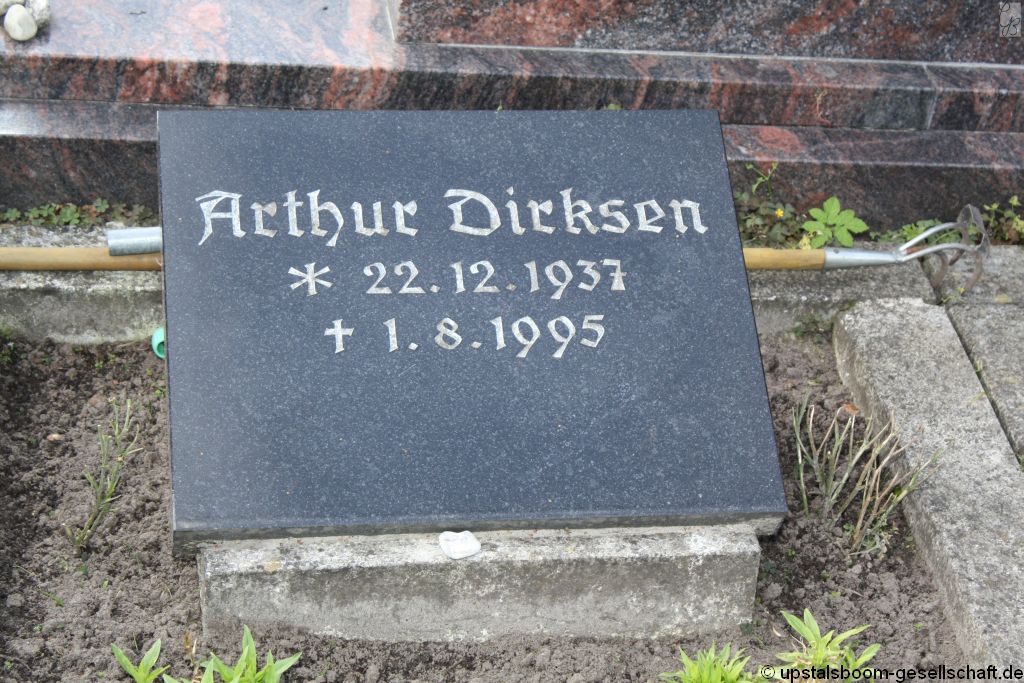 Arthur Dirksen
* 22.12.1937
† 1.8.1995
© upstalsboom-gesellschaft.de